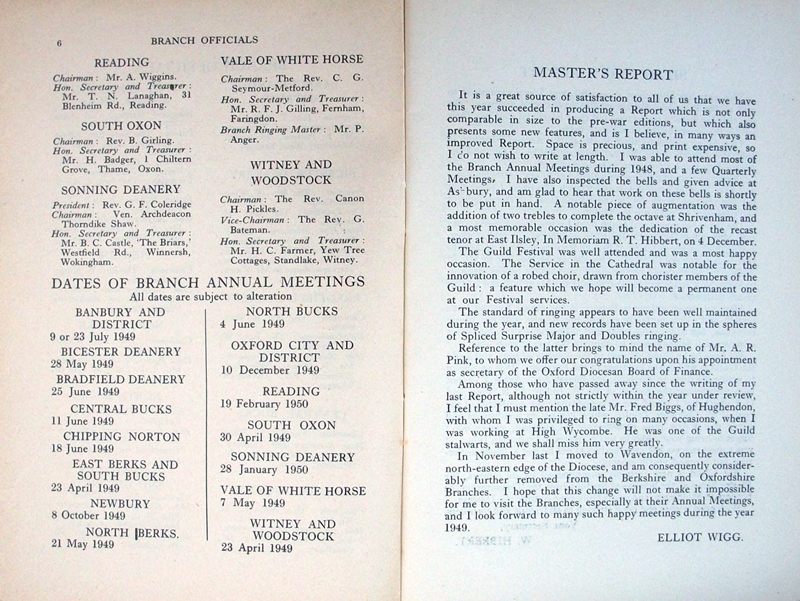 6
BRANCH OFFICIALS
READING
Chairman : Mr. A. Wiggins.
Hon. Secretary and Treasurer :
Mr. T. N. Lanaghan, 31
Blenheim Rd., Reading.
SOUTH OXON
Chairman : Rev. B. Girling.
Hon. Secretary and Treasurer :
Mr. H. Badger, 1 Chiltern
Grove, Thame, Oxon.
SONNING DEANERY
President : Rev. G. F. Coleridge
Chairman : Ven. Archdeacon
Thorndike Shaw.
Hon. Secretary and Treasurer :
Mr. B. C. Castle, 'The Briars,'
Westfield Rd., Winnersh,
Wokingham.
VALE OF WHITE HORSE
Chairman : The Rev. C. G.
Seymour-Metford.
Hon. Secretary and Treasurer :
Mr. R. F. J. Gilling, Fernham,
Faringdon.
Branch Ringing Master : Mr. P.
Anger.
WITNEY AND
WOODSTOCK
Chairman : The Rev. Canon
H. Pickles.
Vice-Chairman : The Rev. G.
Bateman.
Hon. Secretary and Treasurer :
Mr. H. C. Farmer, Yew Tree
Cottages, Standlake, Witney.
DATES OF BRANCH ANNUAL MEETINGS
All dates are subject to alteration
BANBURY AND
DISTRICT
9 or 23 July 1949
BICESTER DEANERY
28 May 1949
BRADFIELD DEANERY
25 June 1949
CENTRAL BUCKS
11 June 1949
CHIPPING NORTON
18 June 1949
EAST BERKS AND
SOUTH BUCKS
23 April 1949
NEWBURY
8 October 1949
NORTH BERKS.
21 May 1949
NORTH BUCKS
4 June 1949
OXFORD CITY AND
DISTRICT
10 December 1949
READING
19 February 1950
SOUTH OXON
30 April 1949
SONNING DEANERY
28 January 1950
VALE OF WHITE HORSE
7 May 1949
WITNEY AND
WOODSTOCK
23 April 1949
MASTER'S REPORT
It is a great source of satisfaction to all of us that we have
this year succeeded in producing a Report which is not only
comparable in size to the pre-war editions, but which also
presents some new features, and is I believe, in many ways an
improved Report. Space is precious, and print expensive, so
I do not wish to write at length. I was able to attend most of
the Branch Annual Meetings during 1948, and a few Quarterly
Meetings. I have also inspected the bells and given advice at
As bury, and am glad to hear that work on these bells is shortly
to be put in hand. A notable piece of augmentation was the
addition of two trebles to complete the octave at Shrivenham, and
a most memorable occasion was the dedication of the recast
tenor at East Ilsley, In Memoriam R. T. Hibbert, on 4 December.
The Guild Festival was well attended and was a most happy
occasion. The Service in the Cathedral was notable for the
innovation of a robed choir, drawn from chorister members of the
Guild : a feature which we hope will become a permanent one
at our Festival services.
The standard of ringing appears to have been well maintained
during the year, and new records have been set up in the spheres
of Spliced Surprise Major and Doubles ringing.
Reference to the latter brings to mind the name of Mr. A. R.
Pink, to whom we offer our congratulations upon his appointment
as secretary of the Oxford Diocesan Board of Finance.
Among those who have passed away since the writing of my
last Report, although not strictly within the year under review,
I feel that I must mention the late Mr. Fred Biggs, of Hughendon,
with whom I was privileged to ring on many occasions, when I
was working at High Wycombe. He was one of the Guild
stalwarts, and we shall miss him very greatly.
In November last I moved to Wavendon, on the extreme
north-eastern edge of the Diocese, and am consequently consider-
ably further removed from the Berkshire and Oxfordshire
Branches. I hope that this change will not make it impossible
for me to visit the Branches, especially at their Annual Meetings,
and I look forward to many such happy meetings during the year
1949.
ELLIOT WIGG.